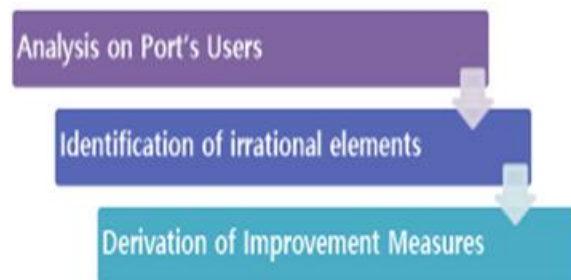 Analysis on Port's Users
Identification of irrational elements
Derivation of Improvement Measures